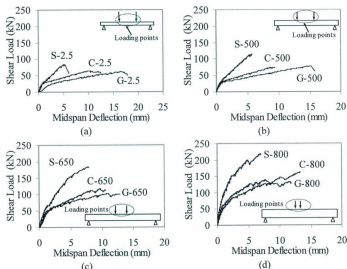 250
200
150
100
50
0
Shear Load (kN)
Loading points
S-2.5
C-2.5
G-2.5
0 5 10 15 20
Midspan Deflection (mm)
(a)
250
200
150
100
50
0
Shear Load (kN)
Loading points
S-500
C-500
G-500
0 5 10 15 20
Midspan Deflection (mm)
(b)
250
200
150
100
50
0
Shear Load (kN)
S-650
C-650
G-650
Loading points
0 5 10 15 20
Midspan Deflection (mm)
(c)
250
200
150
100
50
0
Shear Load (kN)
S-800
C-800
G-800
Loading points
0 5 10 15 20
Midspan Deflection (mm)
(d)